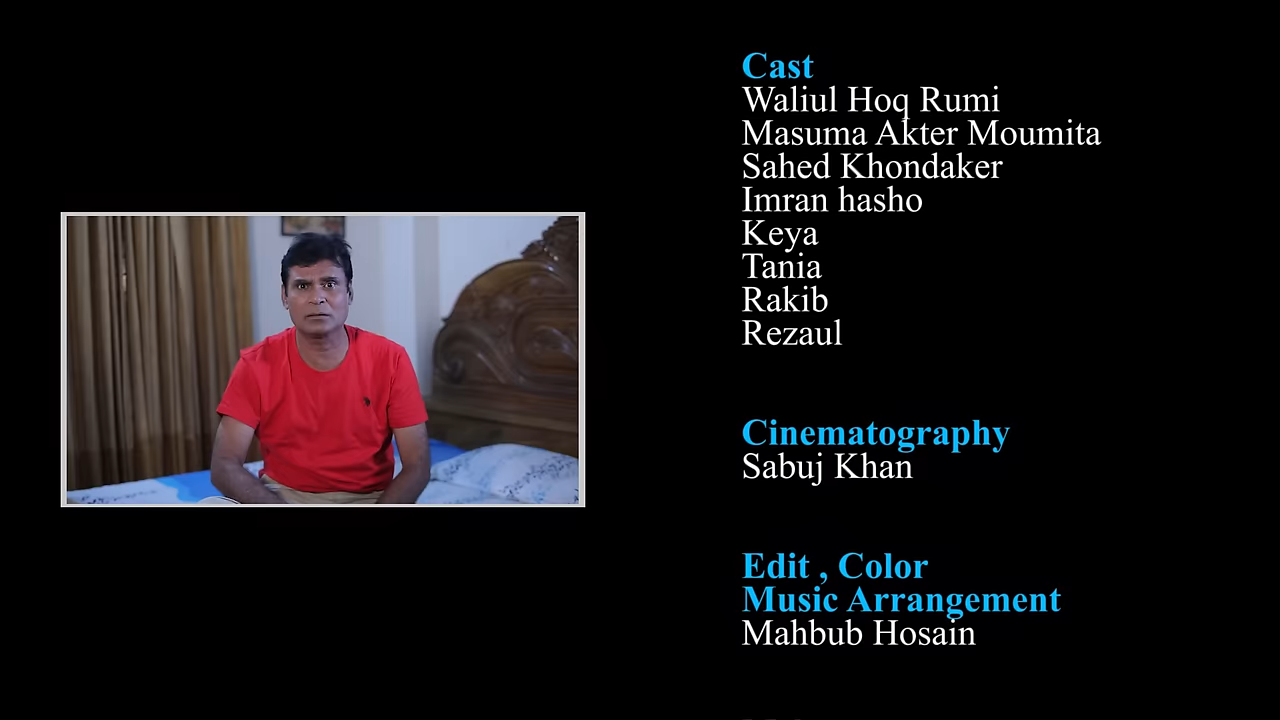 Cast
Waliul Hoq Rumi
Masuma Akter Moumita
Sahed Khondaker
Imran hasho
Keya
Tania
Rakib
Rezaul
Cinematography
Sabuj Khan
Edit , Color
Music Arrangement
Mahbub Hosain